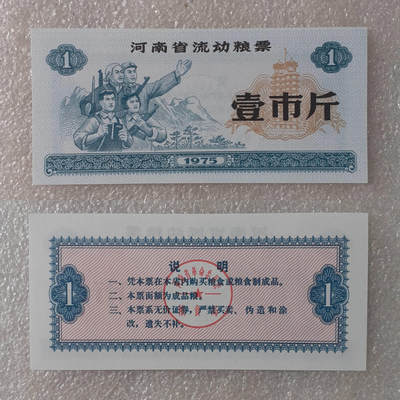 河南省流动粮票
1
1
壹市斤
1975
说 明
一、凭本票在本省内购买粮食或粮食制成品。
二、本票面额为成品粮。
三、本票系无价证券，严禁买卖、伪造和涂
改，遗失不补。
1
1